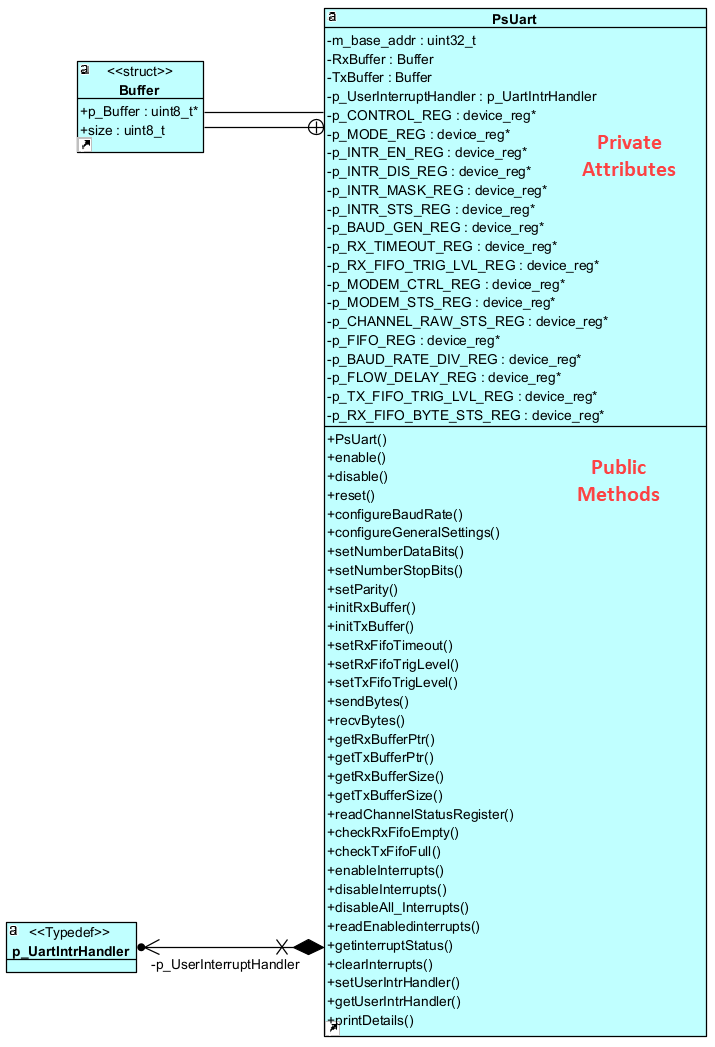 a
<<struct>>
Buffer
+p_Buffer : uint8_t*
+size : uint8_t
a
PsUart
-m_base_addr : uint32_t
-RxBuffer : Buffer
-TxBuffer : Buffer
-p_UserInterruptHandler : p_UartIntrHandler
-p_CONTROL_REG : device_reg*
-p_MODE_REG : device_reg*
-p_INTR_EN_REG : device_reg*
-p_INTR_DIS_REG : device_reg*
-p_INTR_MASK_REG : device_reg*
-p_INTR_STS_REG : device_reg*
-p_BAUD_GEN_REG : device_reg*
-p_RX_TIMEOUT_REG : device_reg*
-p_RX_FIFO_TRIG_LVL_REG : device_reg*
-p_MODEM_CTRL_REG : device_reg*
-p_MODEM_STS_REG : device_reg*
-p_CHANNEL_RAW_STS_REG : device_reg*
-p_FIFO_REG : device_reg*
-p_BAUD_RATE_DIV_REG : device_reg*
-p_FLOW_DELAY_REG : device_reg*
-p_TX_FIFO_TRIG_LVL_REG : device_reg*
-p_RX_FIFO_BYTE_STS_REG : device_reg*
Private
Attributes
+PsUart()
+enable()
+disable()
+reset()
+configureBaudRate()
+configureGeneralSettings()
+setNumberDataBits()
+setNumberStopBits()
+setParity()
+initRxBuffer()
+initTxBuffer()
+setRxFifoTimeout()
+setRxFifoTrigLevel()
+setTxFifoTrigLevel()
+sendBytes()
+recvBytes()
+getRxBufferPtr()
+getTxBufferPtr()
+getRxBufferSize()
+getTxBufferSize()
+readChannelStatusRegister()
+checkRxFifoEmpty()
+checkTxFifoFull()
+enableInterrupts()
+disableInterrupts()
+disableAll_Interrupts()
+readEnabledinterrupts()
+getinterruptStatus()
+clearInterrupts()
+setUserIntrHandler()
+getUserIntrHandler()
+printDetails()
Public
Methods
a
<<Typedef>>
p_UartIntrHandler
-p_UserInterruptHandler